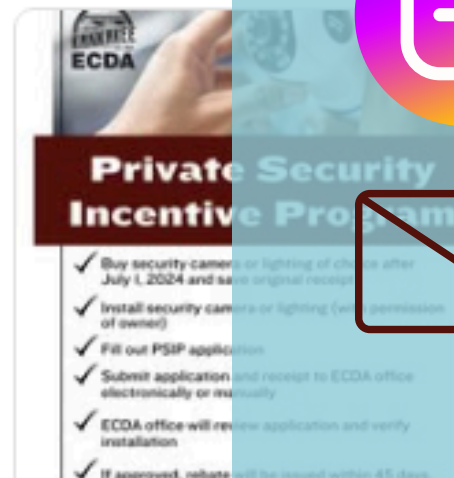 ECDA
Private Security
Incentive Program
Buy security camera or lighting of choice after
July 1, 2024 and save original receipt
Install security camera or lighting (with permission
of owner)
Fill out PSIP application
Submit application and receipt to ECDA office
electronically or manually
ECDA office will review application and verify
installation
If approved, rebate will be issued within 45 days